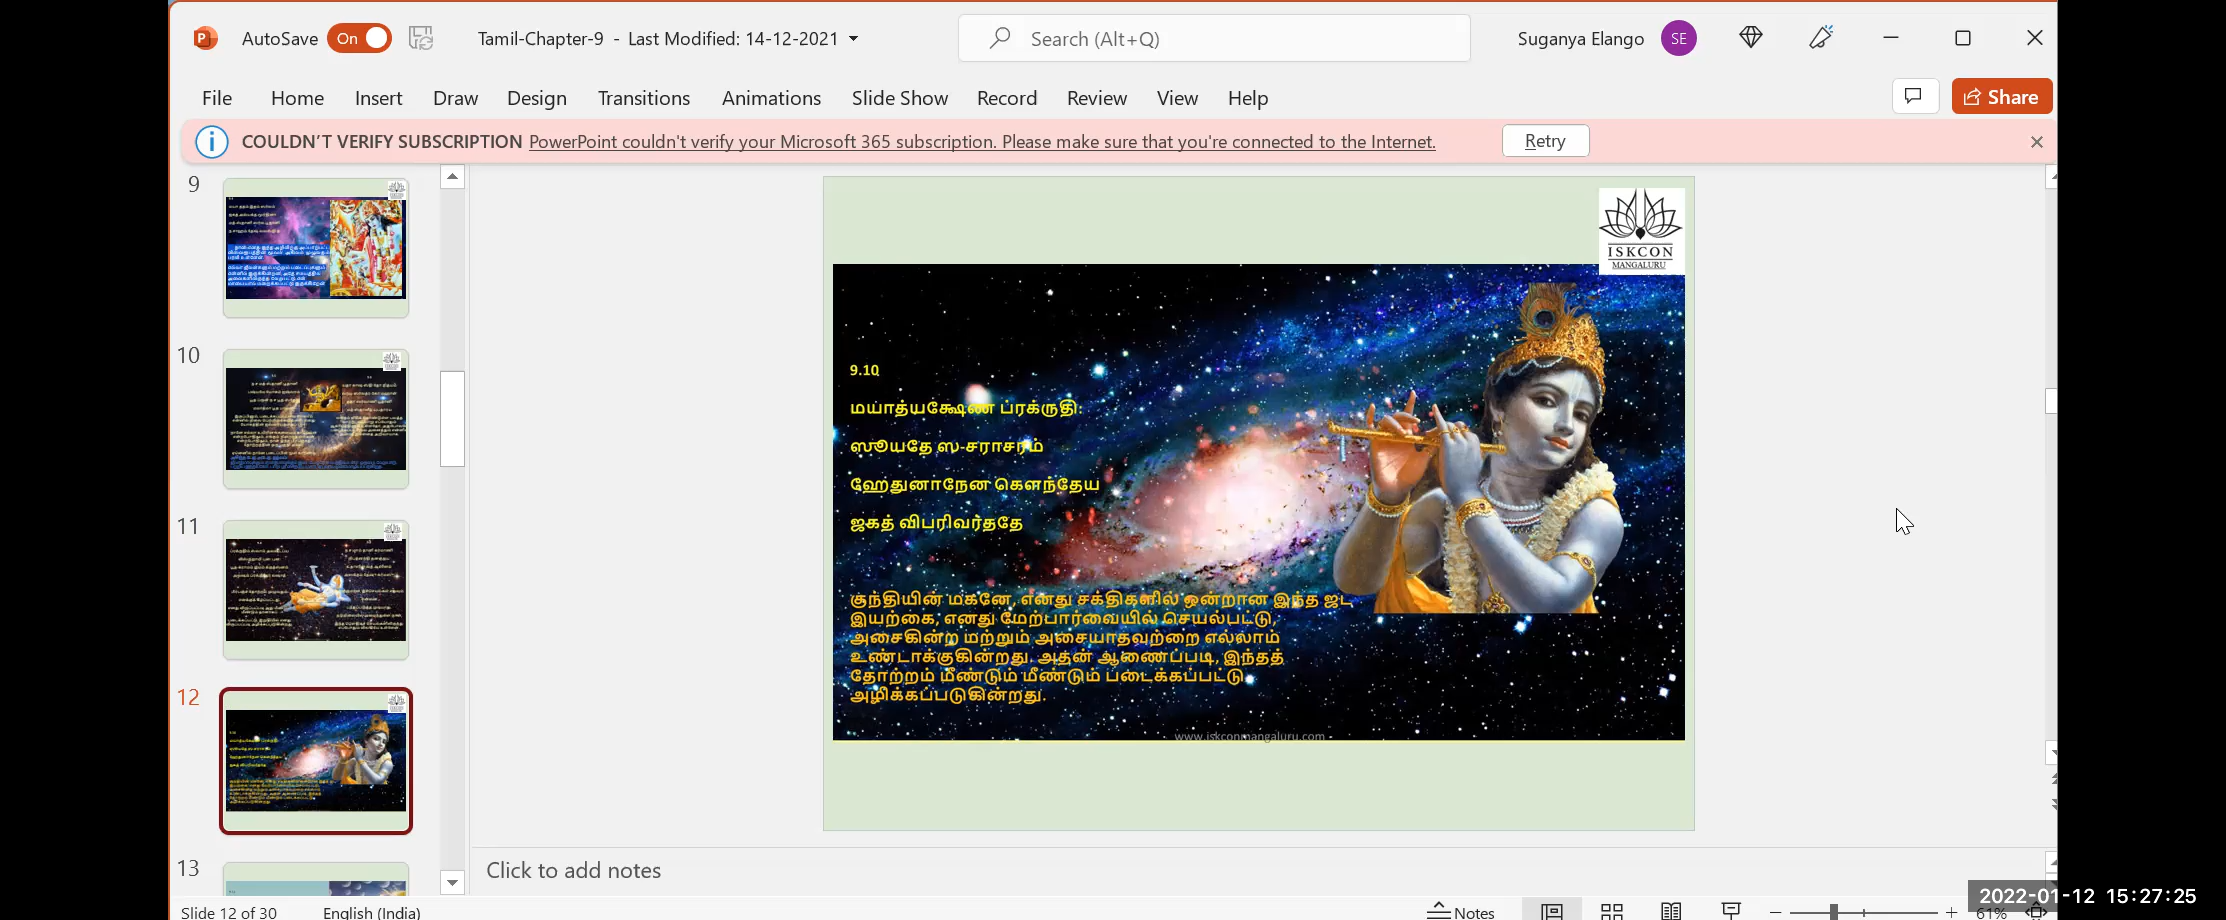 AutoSave On Tamil-Chapter-9 - Last Modified: 14-12-2021 Search (Alt+Q) Suganya Elango SE
File Home Insert Draw Design Transitions Animations Slide Show Record Review View Help Share
COULDN'T VERIFY SUBSCRIPTION PowerPoint couldn't verify your Microsoft 365 subscription. Please make sure that you're connected to the Internet. Retry
9
10
11
12
13
ISKCON
MANGALURU
9.10
மயாத்யக்ஷேண ப்ரக்ருதி:
ஸூயதே ஸ-சராசரம்
ஹேதுனாநேன கௌந்தேய
ஜகத் விபரிவர்ததே
குந்தியின் மகனே, எனது சக்திகளில் ஒன்றான இந்த ஜட
இயற்கை, எனது மேற்பார்வையில் செயல்பட்டு,
அசைகின்ற மற்றும் அசையாதவற்றை எல்லாம்
உண்டாக்குகின்றது. அதன் ஆணைப்படி, இந்தத்
தோற்றம் மீண்டும் மீண்டும் படைக்கப்பட்டு
அழிக்கப்படுகின்றது.
www.iskconmangaluru.com
Click to add notes
2022-01-12 15:27:25
Slide 12 of 30 English (India) Notes 61%